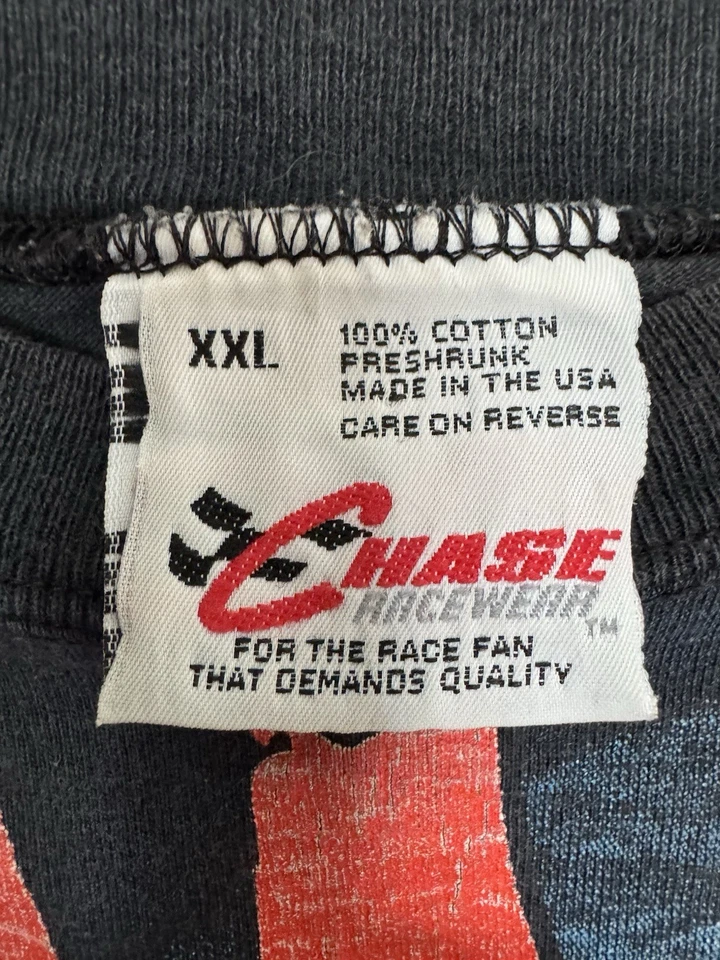 XXL
100% COTTON
PRESHRUNK
MADE IN THE USA
CARE ON REVERSE
CHASE
RACEWEAR
TM
FOR THE RACE FAN
THAT DEMANDS QUALITY